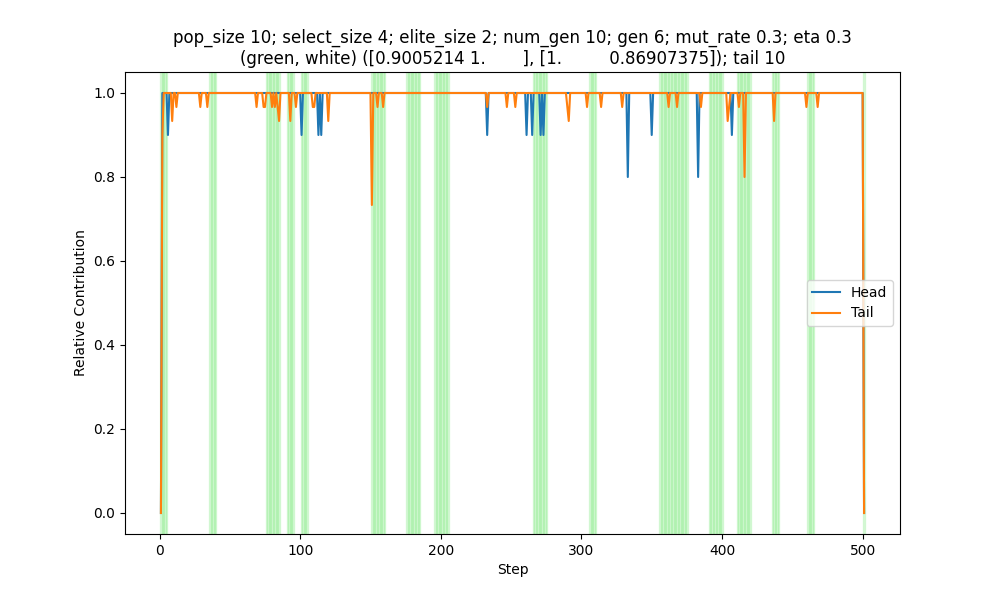 pop_size 10; select_size 4; elite_size 2; num_gen 10; gen 6; mut_rate 0.3; eta 0.3
(green, white) ([0.9005214 1.        ], [1.         0.86907375]); tail 10
1.0
0.8
0.6
0.4
0.2
0.0
Relative Contribution
Head
Tail
0
100
200
300
400
500
Step